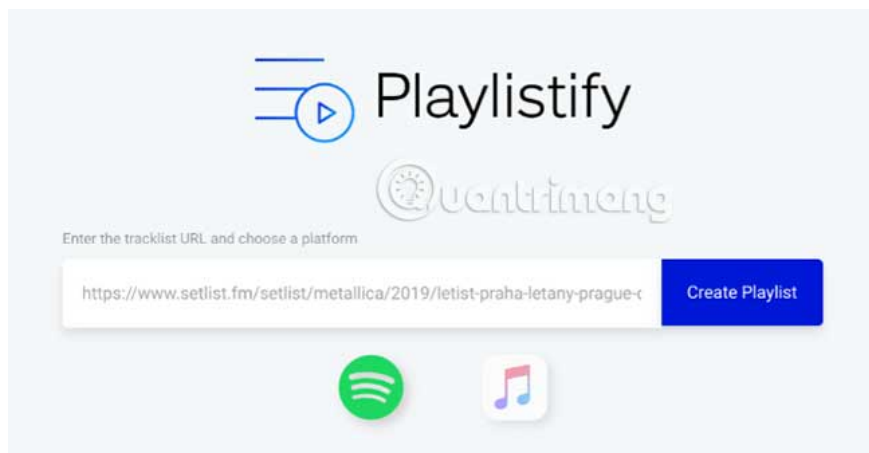 Playlistify
Quantrimang
Enter the tracklist URL and choose a platform
https://www.setlist.fm/setlist/metallica/2019/letist-praha-letany-prague-c
Create Playlist